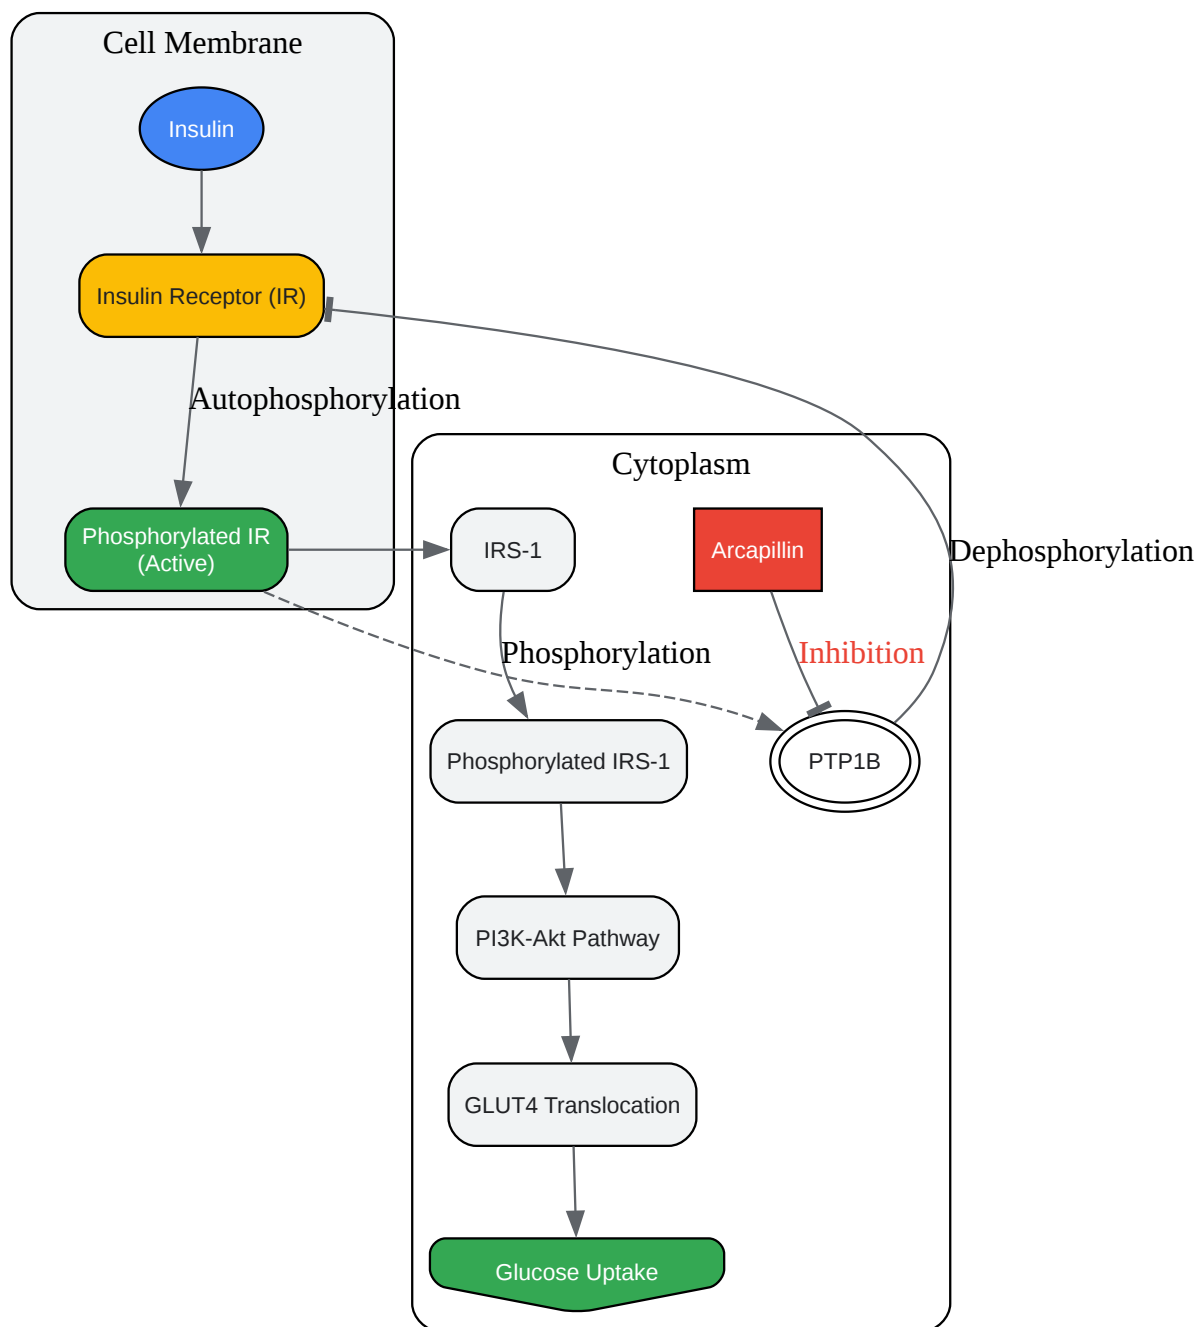 Cell Membrane
Insulin
Insulin Receptor (IR)
Autophosphorylation
Phosphorylated IR
(Active)
Cytoplasm
IRS-1
Arcapillin
Dephosphorylation
Phosphorylation
Inhibition
Phosphorylated IRS-1
PTP1B
PI3K-Akt Pathway
GLUT4 Translocation
Glucose Uptake